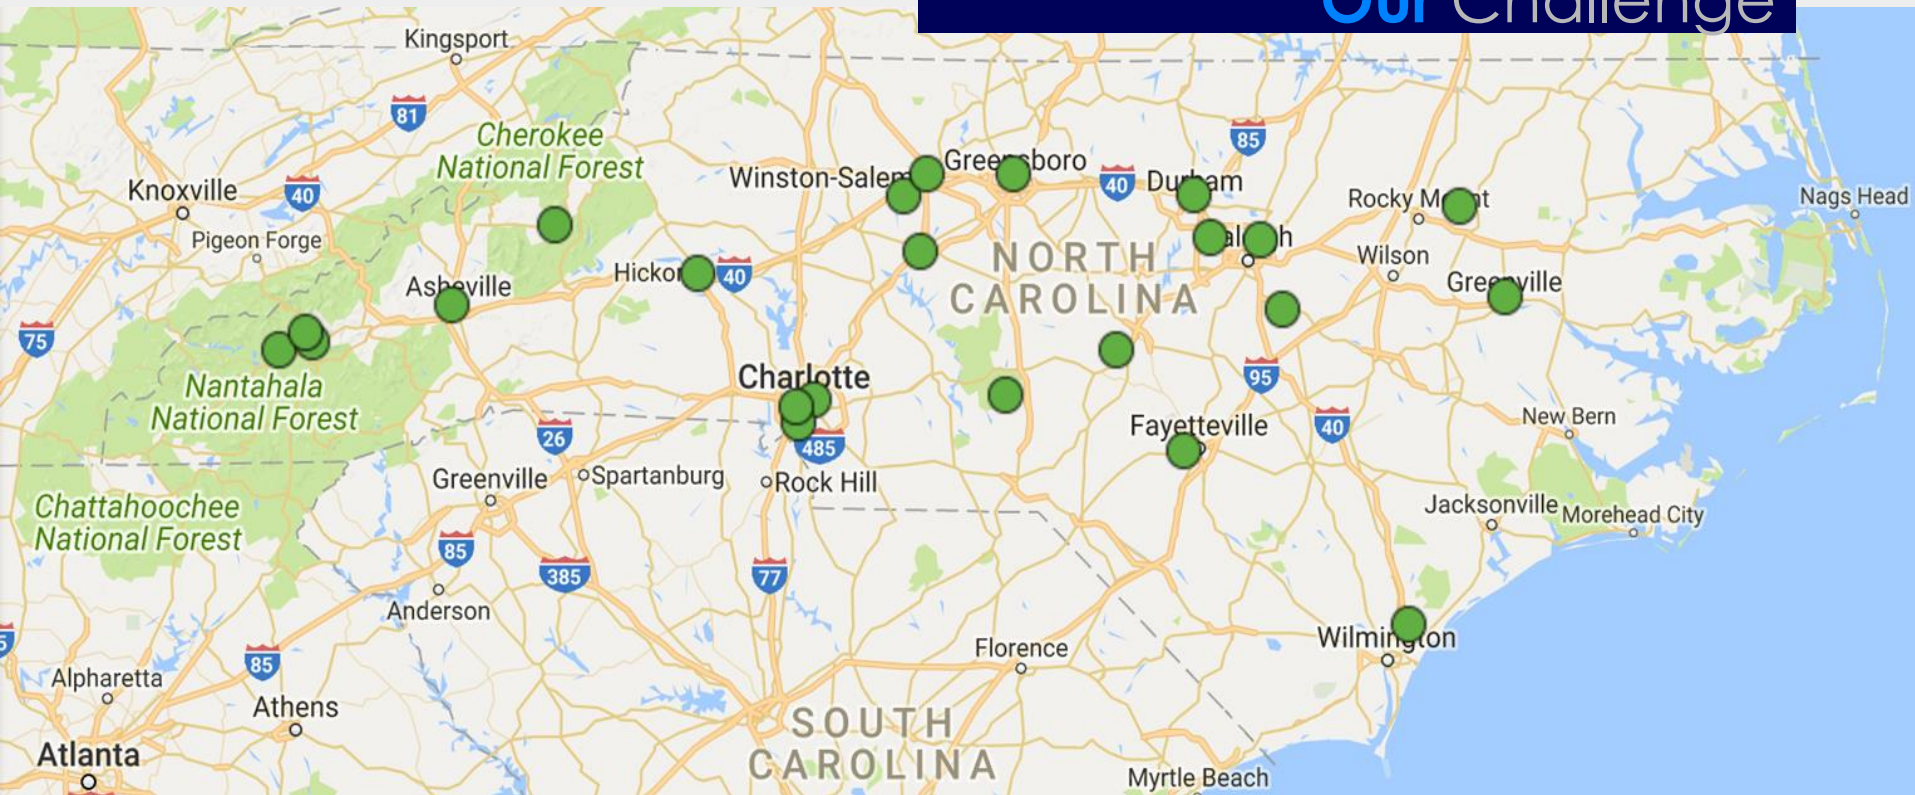 Our Challenge
Kingsport
81
Cherokee
National Forest
85
Knoxville
40
Winston-Salem
Greensboro
40
Durham
Rocky Mount
Nags Head
Pigeon Forge
Raleigh
Wilson
Hickory
40
NORTH
CAROLINA
Asheville
Greenville
75
Nantahala
National Forest
Charlotte
95
26
485
Fayetteville
40
New Bern
Greenville
Spartanburg
Rock Hill
Chattahoochee
National Forest
Jacksonville
Morehead City
85
385
77
Anderson
5
85
Florence
Wilmington
Alpharetta
Athens
SOUTH
CAROLINA
Atlanta
Myrtle Beach